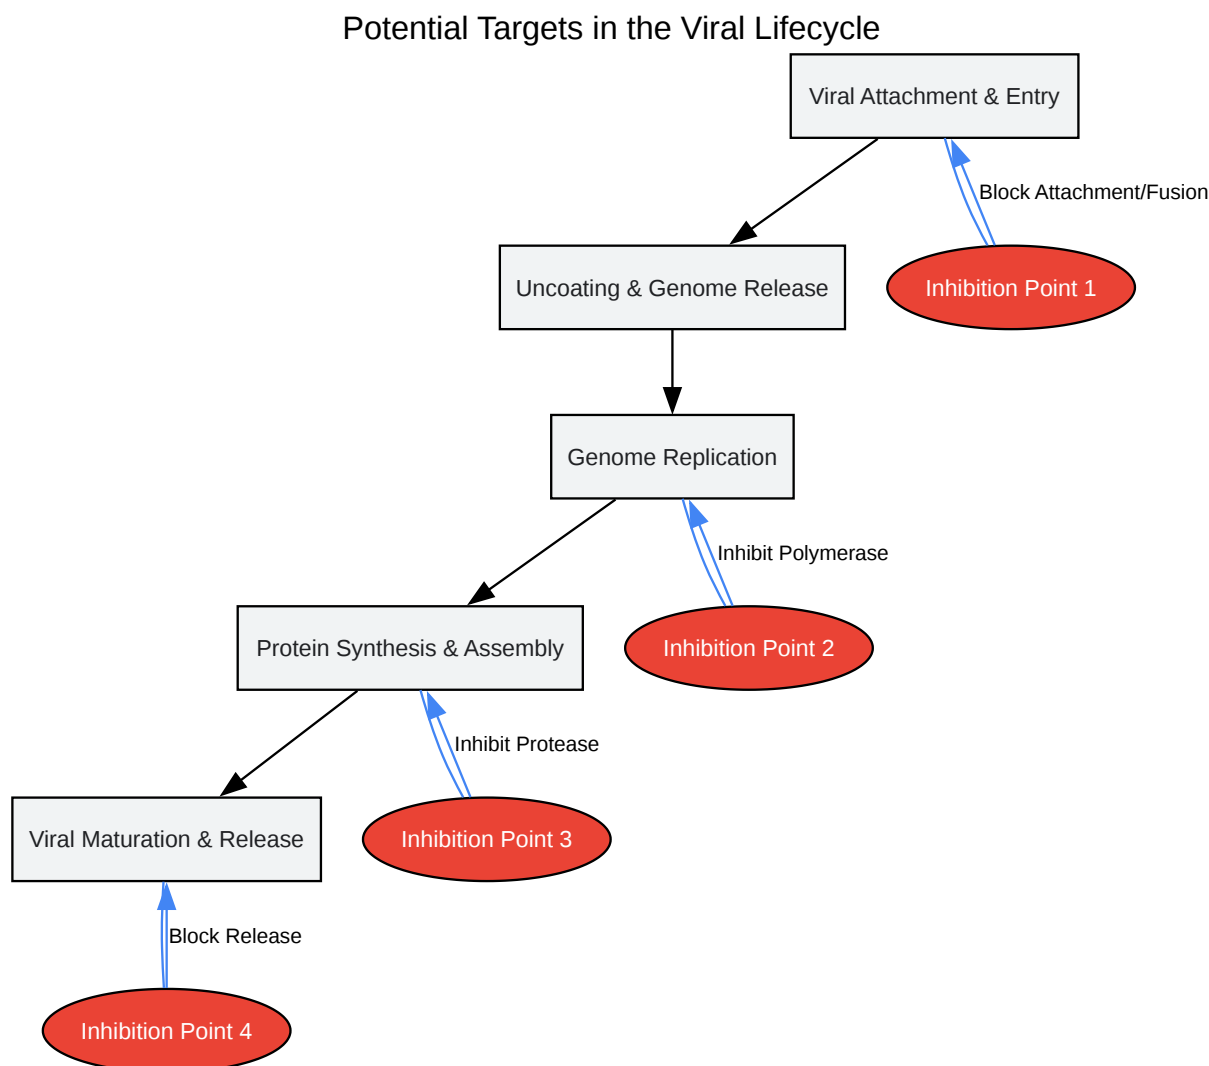 Potential Targets in the Viral Lifecycle
Viral Attachment & Entry
Block Attachment/Fusion
Uncoating & Genome Release
Inhibition Point 1
Genome Replication
Inhibit Polymerase
Protein Synthesis & Assembly
Inhibition Point 2
Inhibit Protease
Viral Maturation & Release
Inhibition Point 3
Block Release
Inhibition Point 4